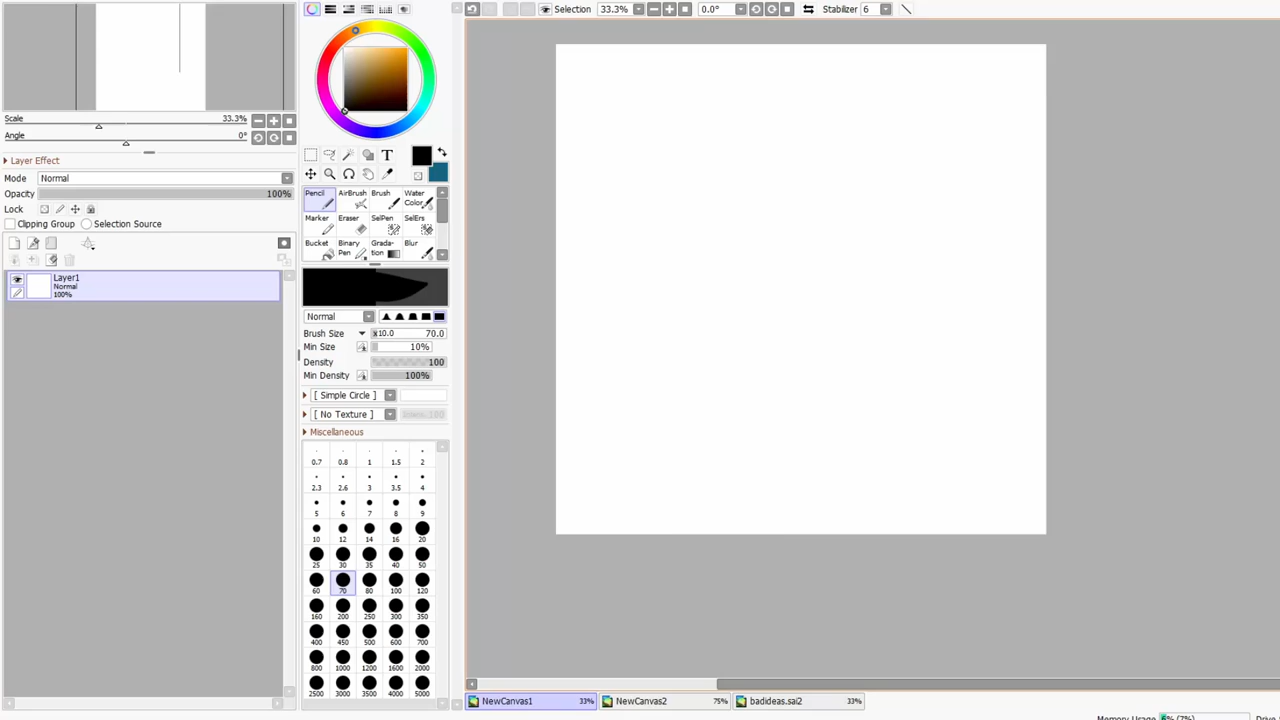 Selection 33.3% 0.0° Stabilizer 6
Scale 33.3%
Angle 0°
Layer Effect
Mode Normal
Opacity 100%
Lock
Clipping Group Selection Source
Layer1
Normal
100%
T
Pencil AirBrush Brush Water Color
Marker Eraser SelPen SelErs
Bucket Binary Pen Grada-tion Blur
Normal
Brush Size x10.0 70.0
Min Size 10%
Density 100
Min Density 100%
[ Simple Circle ]
[ No Texture ]
Miscellaneous
0.7 0.8 1 1.5 2
2.3 2.6 3 3.5 4
5 6 7 8 9
10 12 14 16 20
25 30 35 40 50
60 70 80 100 120
160 200 250 300 350
400 450 500 600 700
800 1000 1200 1600 2000
2500 3000 3500 4000 5000
NewCanvas1 33% NewCanvas2 75% badideas.sai2 33%
Memory Usage 6% (7%) Drive